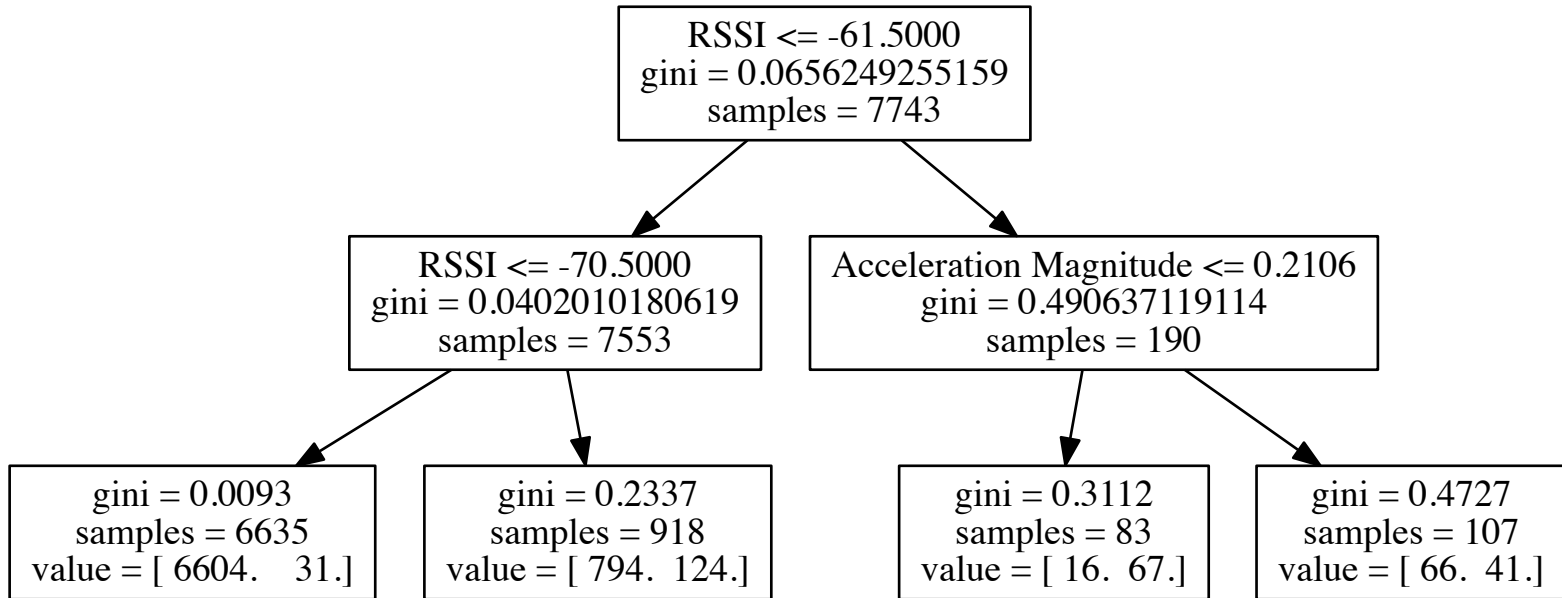 RSSI <= -61.5000
gini = 0.0656249255159
samples = 7743
RSSI <= -70.5000
gini = 0.0402010180619
samples = 7553
Acceleration Magnitude <= 0.2106
gini = 0.490637119114
samples = 190
gini = 0.0093
samples = 6635
value = [ 6604.    31.]
gini = 0.2337
samples = 918
value = [ 794.  124.]
gini = 0.3112
samples = 83
value = [ 16.  67.]
gini = 0.4727
samples = 107
value = [ 66.  41.]